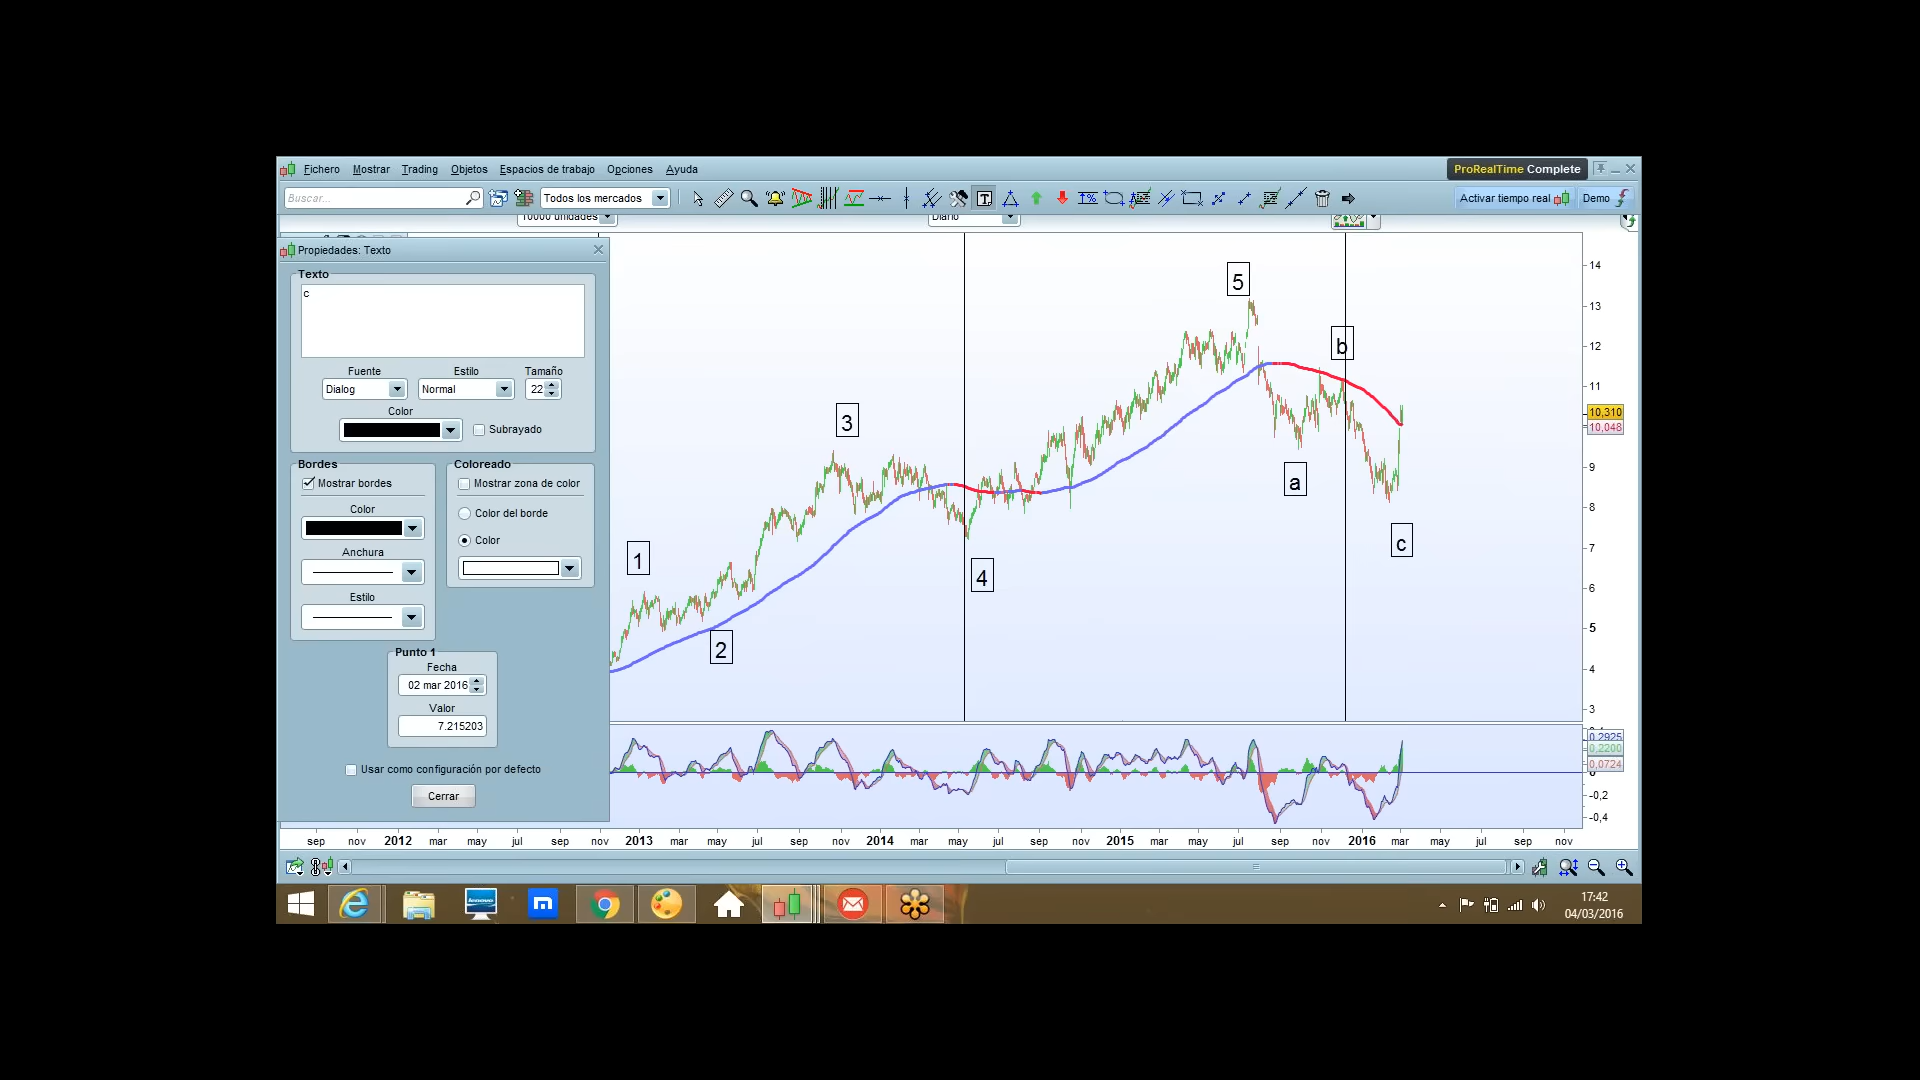 Fichero Mostrar Trading Objetos Espacios de trabajo Opciones Ayuda
ProRealTime Complete
Buscar...
Todos los mercados
Activar tiempo real
Demo
10000 unidades
Diario
Propiedades: Texto
Texto
c
Fuente Estilo Tamaño
Dialog Normal 22
Color
Subrayado
Bordes
Mostrar bordes
Color
Anchura
Estilo
Coloreado
Mostrar zona de color
Color del borde
Color
Punto 1
Fecha
02 mar 2016
Valor
7.215203
Usar como configuración por defecto
Cerrar
1
2
3
4
5
a
b
c
14
13
12
11
10,310
10,048
9
8
7
6
5
4
3
0,2925
0,2200
0,0724
0
-0,2
-0,4
sep nov 2012 mar may jul sep nov 2013 mar may jul sep nov 2014 mar may jul sep nov 2015 mar may jul sep nov 2016 mar may jul sep nov
lenovo
m
17:42
04/03/2016